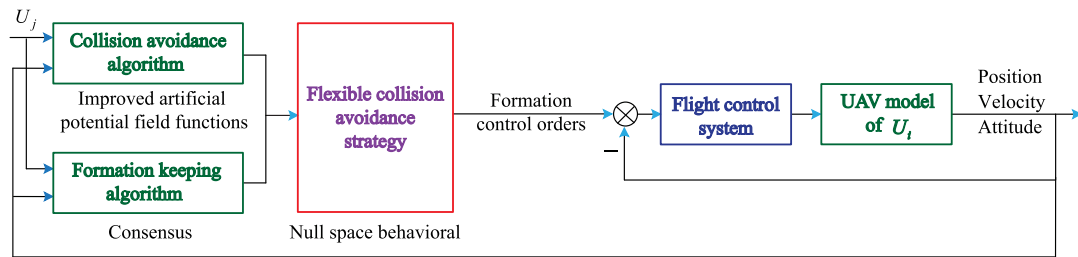 U_j
Collision avoidance
algorithm
Improved artificial
potential field functions
Formation keeping
algorithm
Consensus
Flexible collision
avoidance
strategy
Null space behavioral
Formation
control orders
−
Flight control
system
UAV model
of U_i
Position
Velocity
Attitude